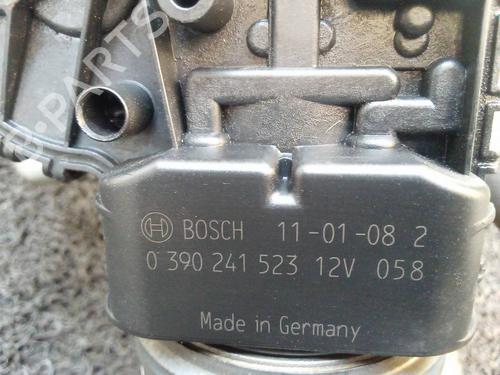 BOSCH 11-01-08 2
0 390 241 523 12V 058
Made in Germany